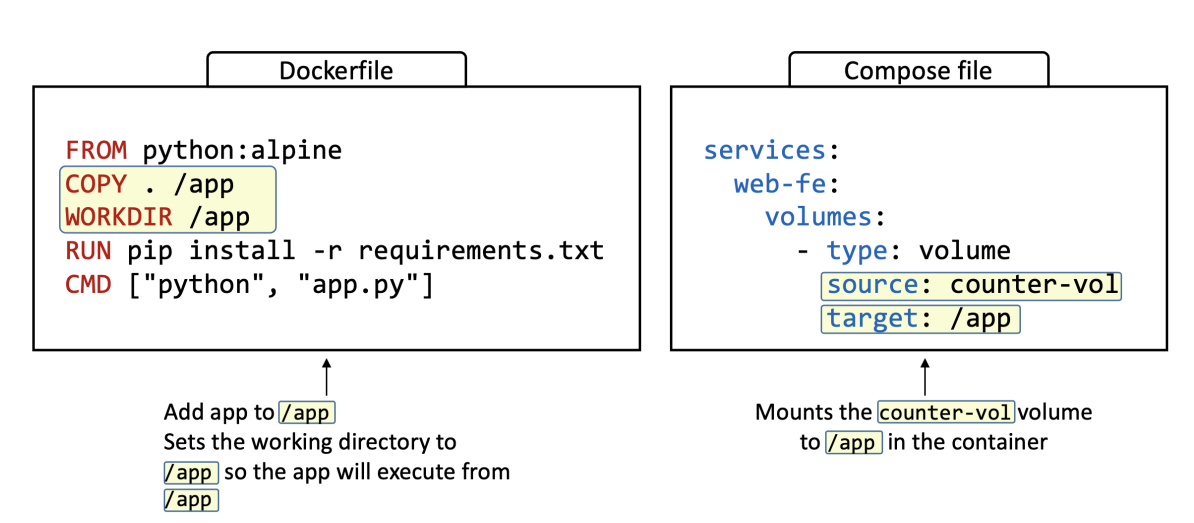 Dockerfile
FROM python:alpine
COPY . /app
WORKDIR /app
RUN pip install -r requirements.txt
CMD ["python", "app.py"]
Add app to /app
Sets the working directory to
/app so the app will execute from
/app
Compose file
services:
  web-fe:
    volumes:
      - type: volume
        source: counter-vol
        target: /app
Mounts the counter-vol volume
to /app in the container